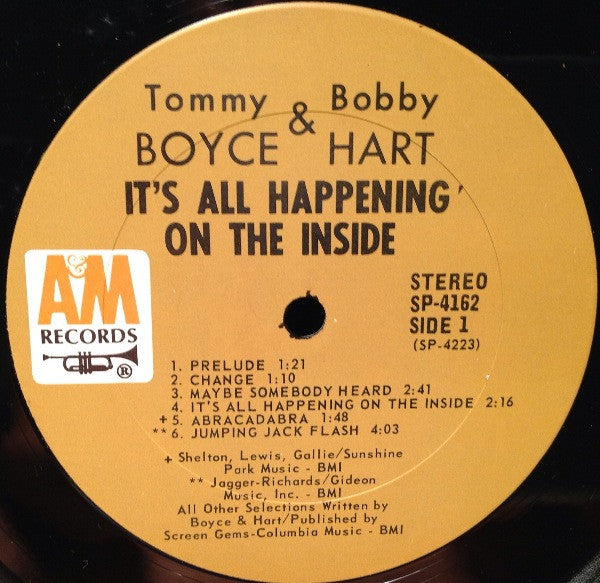 Tommy & Bobby
BOYCE HART
IT'S ALL HAPPENING
ON THE INSIDE
A&M
RECORDS
®
STEREO
SP-4162
SIDE 1
(SP-4223)
1. PRELUDE 1:21
2. CHANGE 1:10
3. MAYBE SOMEBODY HEARD 2:41
4. IT'S ALL HAPPENING ON THE INSIDE 2:16
+ 5. ABRACADABRA 1:48
** 6. JUMPING JACK FLASH 4:03
+ Shelton, Lewis, Gallie/Sunshine
Park Music - BMI
** Jagger-Richards/Gideon
Music, Inc. - BMI
All Other Selections Written by
Boyce & Hart/Published by
Screen Gems-Columbia Music - BMI